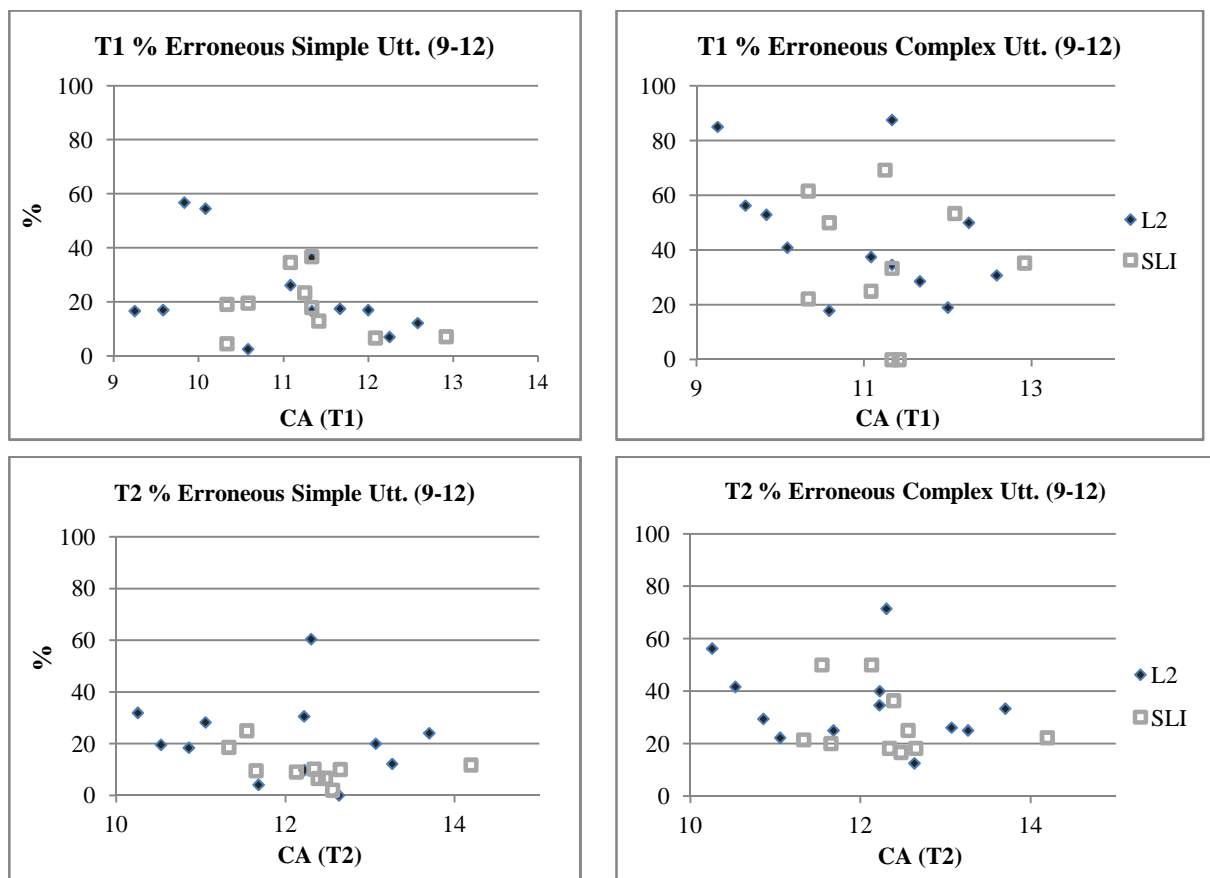 T1 % Erroneous Simple Utt. (9-12)
100
80
60
40
20
0
%
9 10 11 12 13 14
CA (T1)
T1 % Erroneous Complex Utt. (9-12)
100
80
60
40
20
0
9 11 13
CA (T1)
L2
SLI
T2 % Erroneous Simple Utt. (9-12)
100
80
60
40
20
0
%
10 12 14
CA (T2)
T2 % Erroneous Complex Utt. (9-12)
100
80
60
40
20
0
10 12 14
CA (T2)
L2
SLI